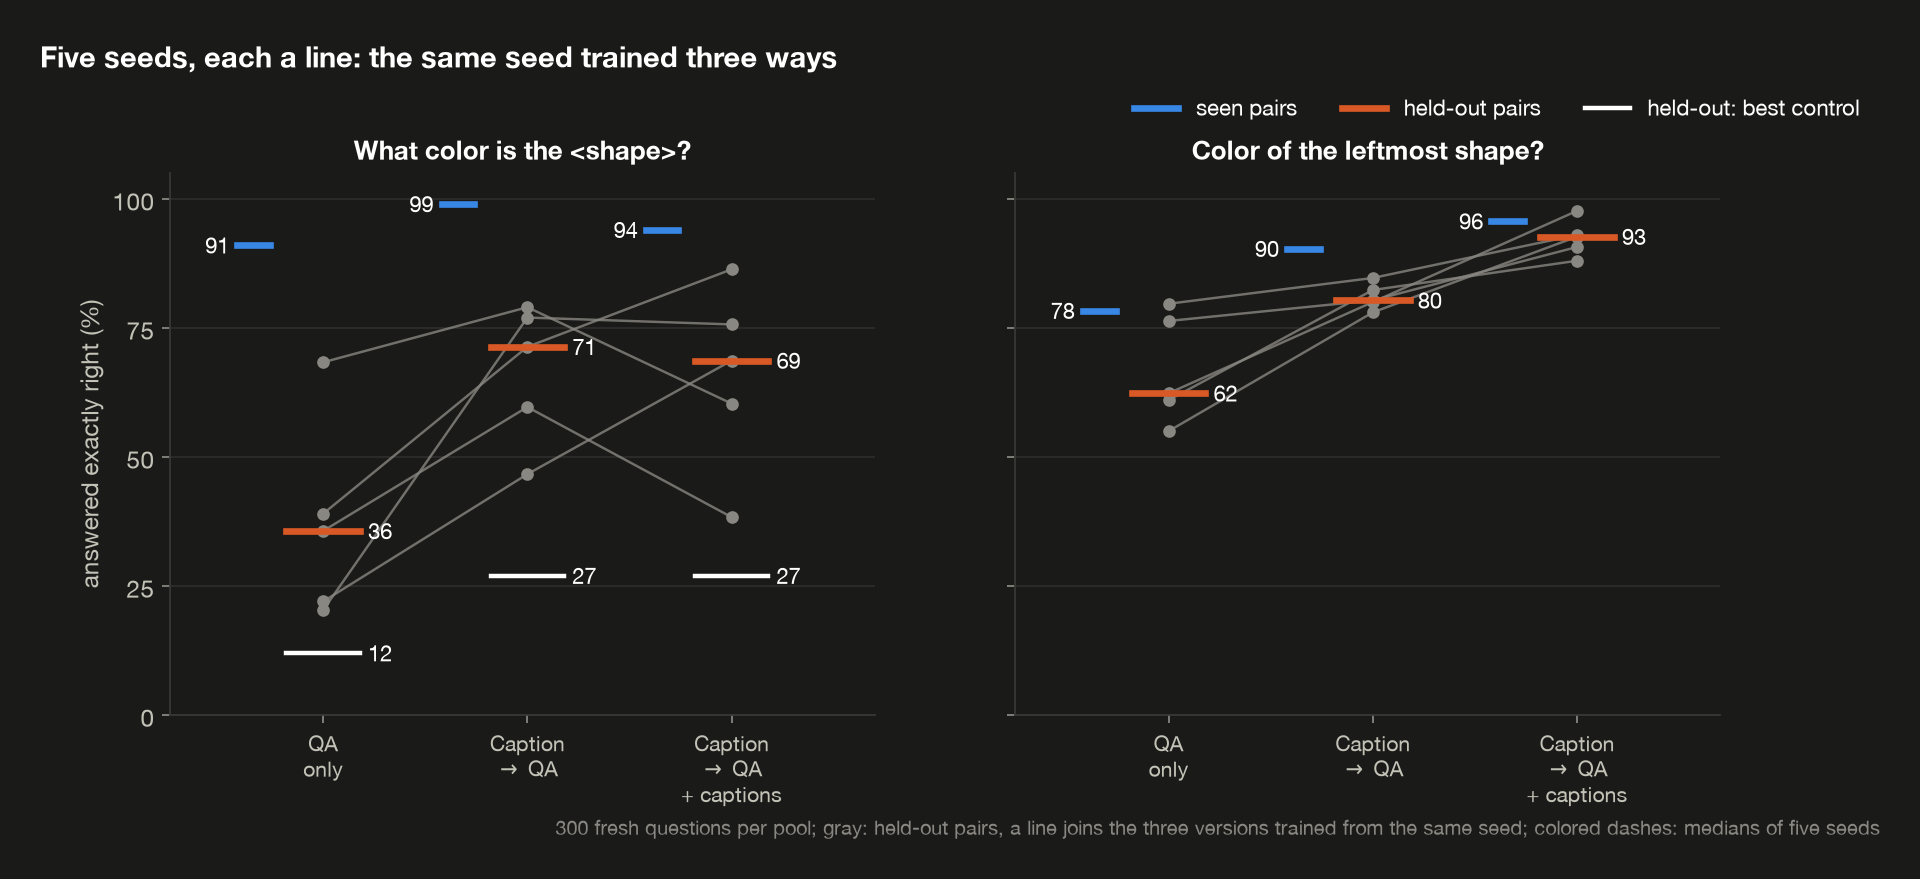 Five seeds, each a line: the same seed trained three ways
seen pairs
held-out pairs
held-out: best control
What color is the <shape>?
answered exactly right (%)
100
75
50
25
0
91
99
94
36
71
69
12
27
27
QA
only
Caption
→ QA
Caption
→ QA
+ captions
Color of the leftmost shape?
78
90
96
62
80
93
QA
only
Caption
→ QA
Caption
→ QA
+ captions
300 fresh questions per pool; gray: held-out pairs, a line joins the three versions trained from the same seed; colored dashes: medians of five seeds